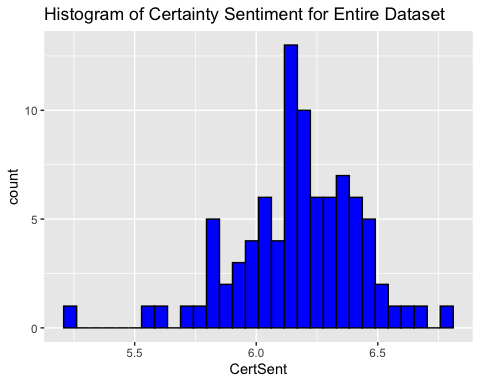 Histogram of Certainty Sentiment for Entire Dataset
10
5
0
count
5.5 6.0 6.5
CertSent